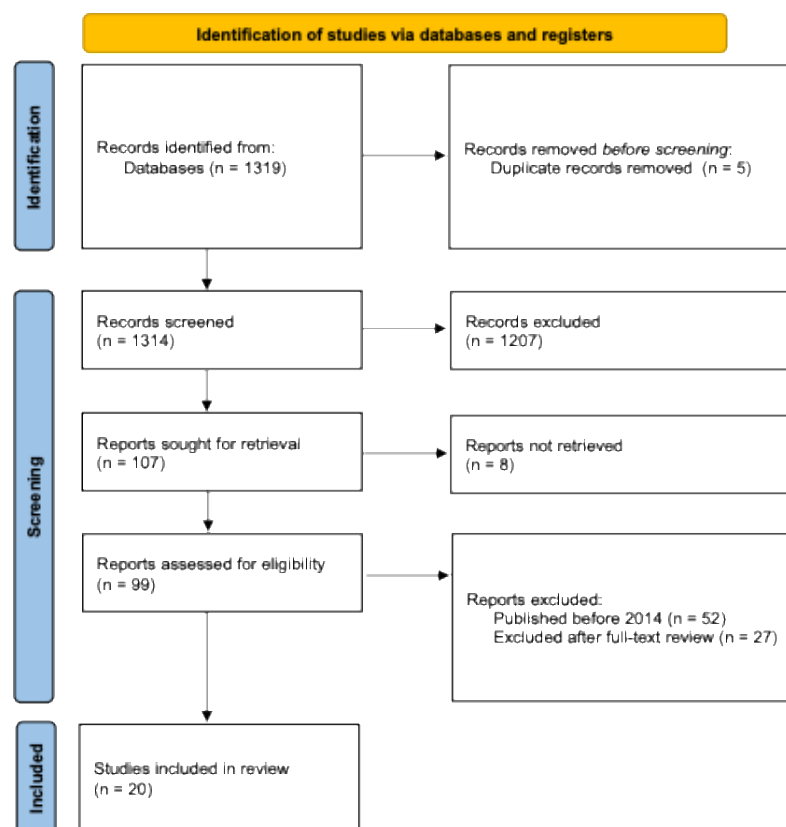 Identification of studies via databases and registers
Identification
Records identified from:
Databases (n = 1319)
Records removed before screening:
Duplicate records removed (n = 5)
Screening
Records screened
(n = 1314)
Records excluded
(n = 1207)
Reports sought for retrieval
(n = 107)
Reports not retrieved
(n = 8)
Reports assessed for eligibility
(n = 99)
Reports excluded:
Published before 2014 (n = 52)
Excluded after full-text review (n = 27)
Included
Studies included in review
(n = 20)